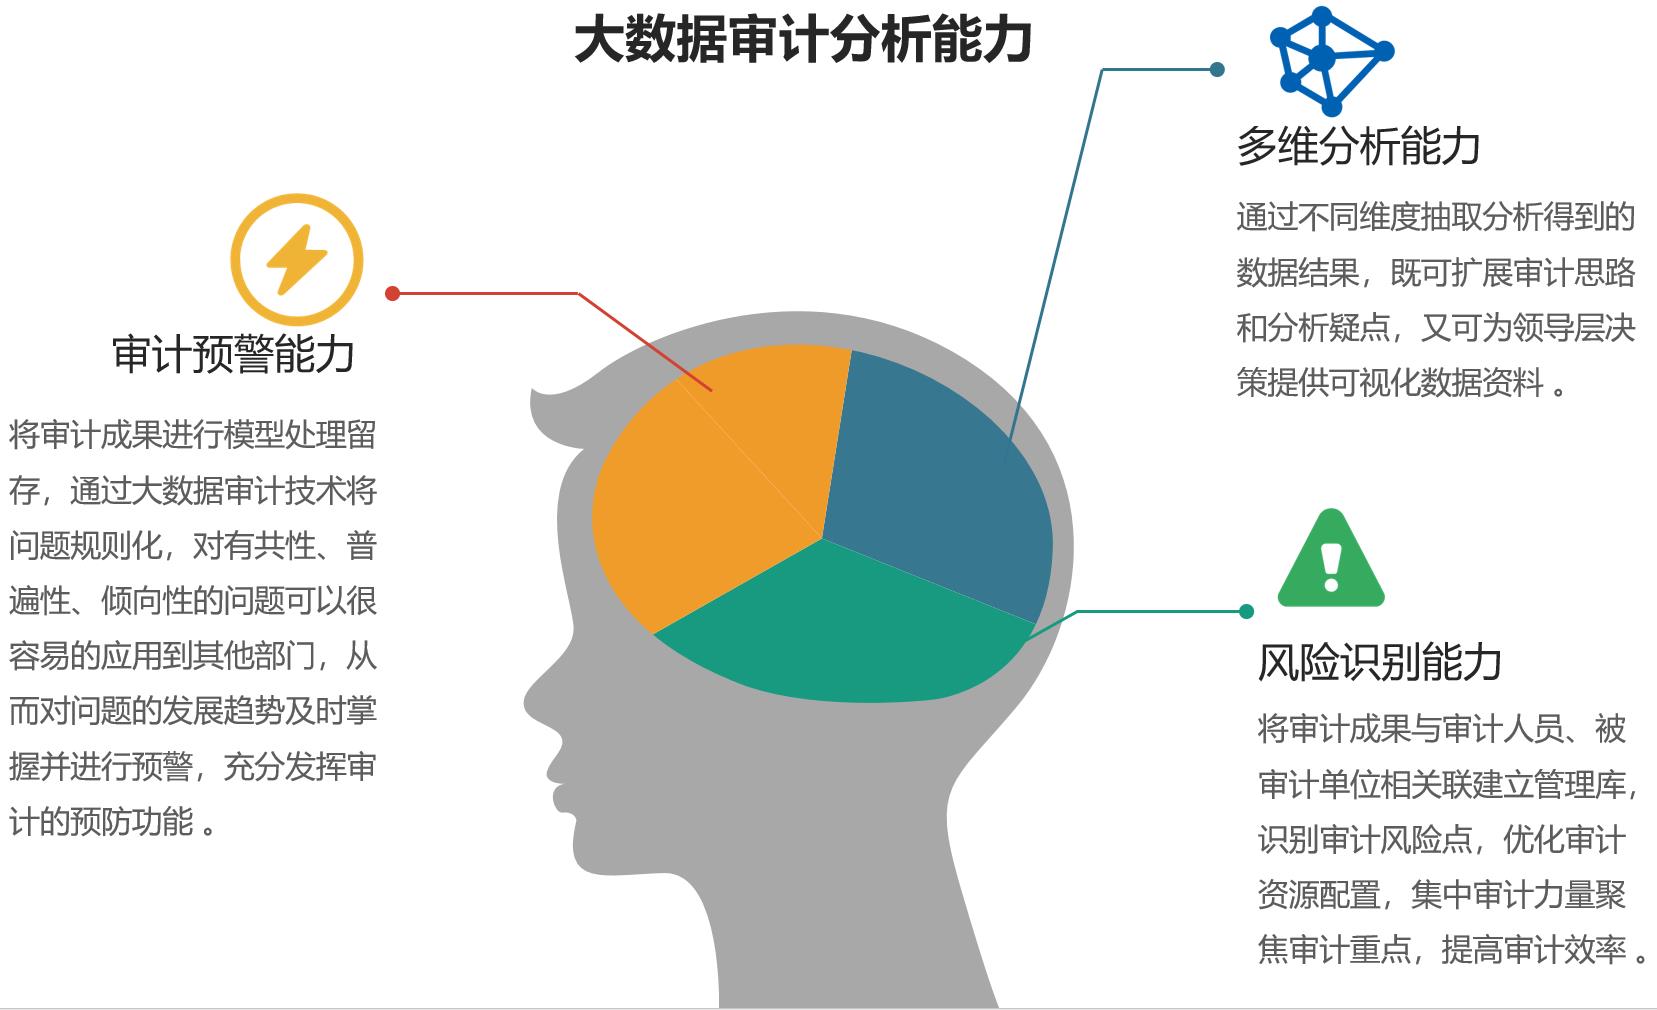 大数据审计分析能力
多维分析能力
通过不同维度抽取分析得到的
数据结果，既可扩展审计思路
和分析疑点，又可为领导层决
策提供可视化数据资料。
审计预警能力
将审计成果进行模型处理留
存，通过大数据审计技术将
问题规则化，对有共性、普
遍性、倾向性的问题可以很
容易的应用到其他部门，从
而对问题的发展趋势及时掌
握并进行预警，充分发挥审
计的预防功能。
风险识别能力
将审计成果与审计人员、被
审计单位相关联建立管理库，
识别审计风险点，优化审计
资源配置，集中审计力量聚
焦审计重点，提高审计效率。